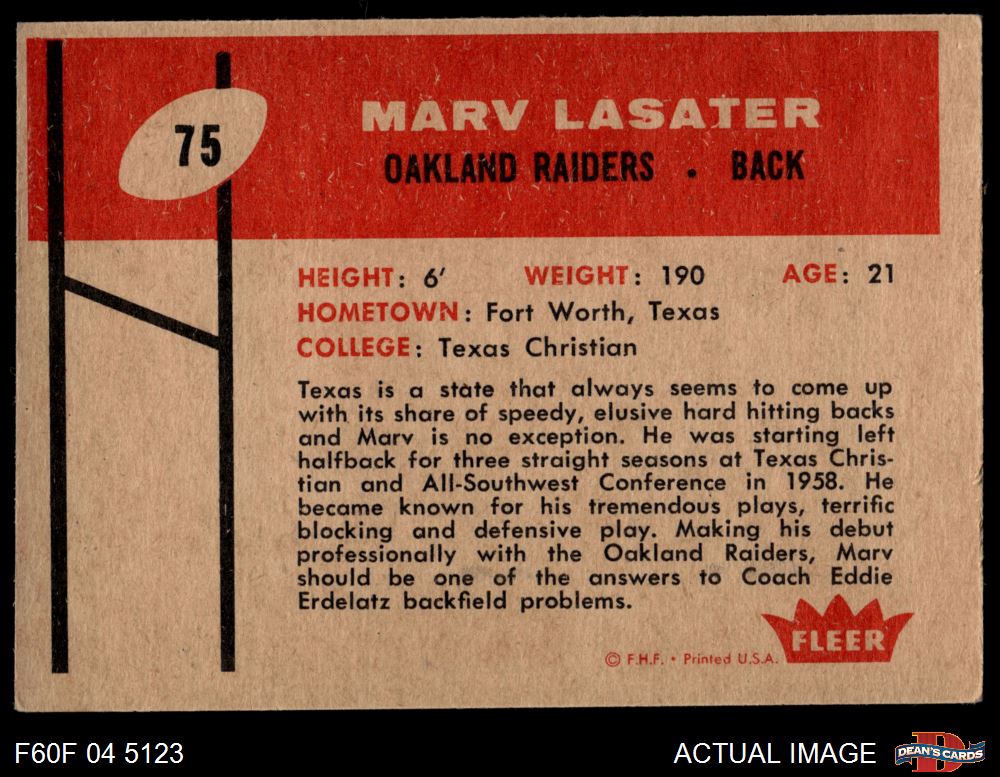 75
MARV LASATER
OAKLAND RAIDERS . BACK
HEIGHT: 6' WEIGHT: 190 AGE: 21
HOMETOWN: Fort Worth, Texas
COLLEGE: Texas Christian
Texas is a state that always seems to come up
with its share of speedy, elusive hard hitting backs
and Marv is no exception. He was starting left
halfback for three straight seasons at Texas Chris-
tian and All-Southwest Conference in 1958. He
became known for his tremendous plays, terrific
blocking and defensive play. Making his debut
professionally with the Oakland Raiders, Marv
should be one of the answers to Coach Eddie
Erdelatz backfield problems.
FLEER
© F.H.F. • Printed U.S.A.
F60F 04 5123
ACTUAL IMAGE
D
DEAN'S CARDS